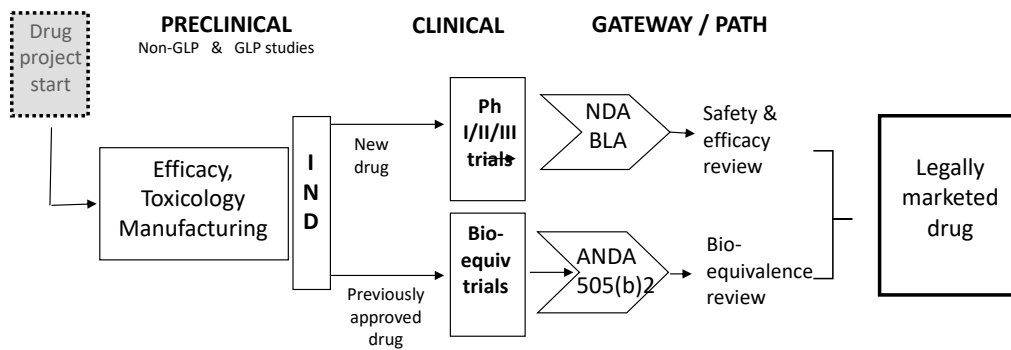 Drug
project
start
PRECLINICAL
Non-GLP & GLP studies
CLINICAL
GATEWAY / PATH
Efficacy,
Toxicology
Manufacturing
I
N
D
New
drug
Previously
approved
drug
Ph
I/II/III
trials
Bio-
equiv
trials
NDA
BLA
ANDA
505(b)2
Safety &
efficacy
review
Bio-
equivalence
review
Legally
marketed
drug